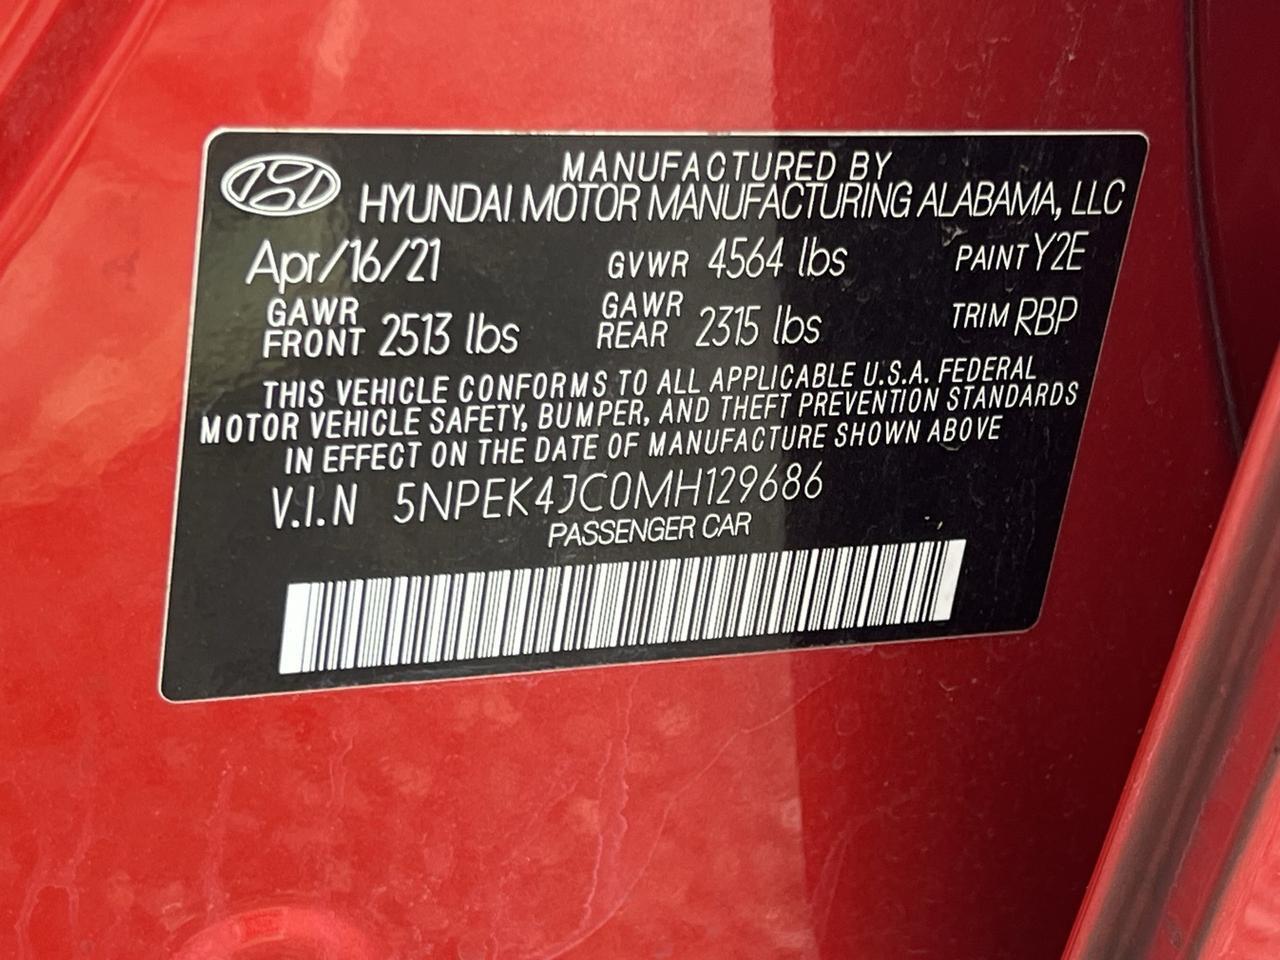 MANUFACTURED BY
HYUNDAI MOTOR MANUFACTURING ALABAMA, LLC
Apr/16/21 GVWR 4564 lbs PAINT Y2E
GAWR FRONT 2513 lbs GAWR REAR 2315 lbs TRIM RBP
THIS VEHICLE CONFORMS TO ALL APPLICABLE U.S.A. FEDERAL
MOTOR VEHICLE SAFETY, BUMPER, AND THEFT PREVENTION STANDARDS
IN EFFECT ON THE DATE OF MANUFACTURE SHOWN ABOVE
V.I.N 5NPEK4JC0MH129686
PASSENGER CAR